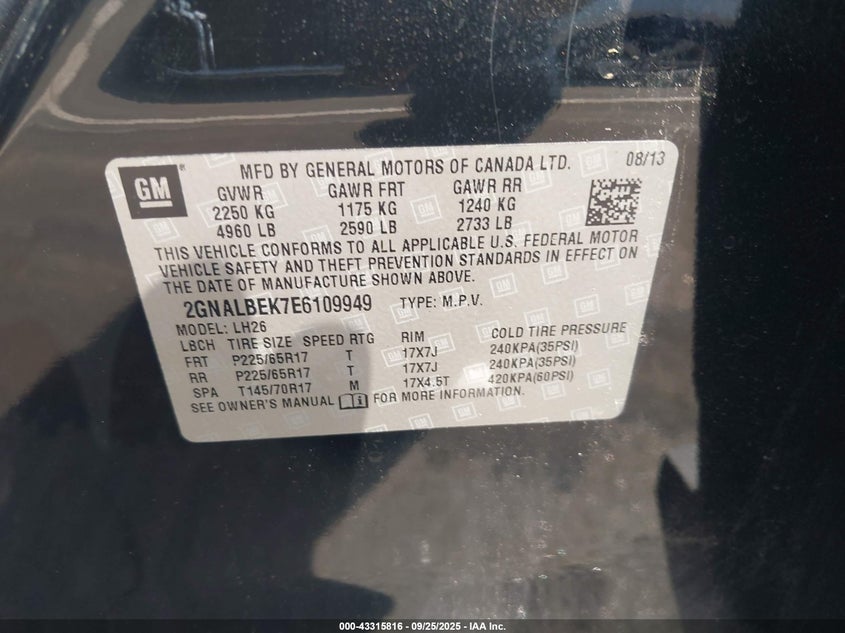 GM ® MFD BY GENERAL MOTORS OF CANADA LTD. 08/13
GVWR GAWR FRT GAWR RR
2250 KG 1175 KG 1240 KG
4960 LB 2590 LB 2733 LB
THIS VEHICLE CONFORMS TO ALL APPLICABLE U.S. FEDERAL MOTOR
VEHICLE SAFETY AND THEFT PREVENTION STANDARDS IN EFFECT ON
THE DATE OF MANUFACTURE SHOWN ABOVE.
2GNALBEK7E6109949 TYPE: M.P.V.
MODEL: LH26
LBCH TIRE SIZE SPEED RTG RIM COLD TIRE PRESSURE
FRT P225/65R17 T 17X7J 240KPA(35PSI)
RR P225/65R17 T 17X7J 240KPA(35PSI)
SPA T145/70R17 M 17X4.5T 420KPA(60PSI)
SEE OWNER'S MANUAL FOR MORE INFORMATION.
000-43315816 - 09/25/2025 - IAA Inc.